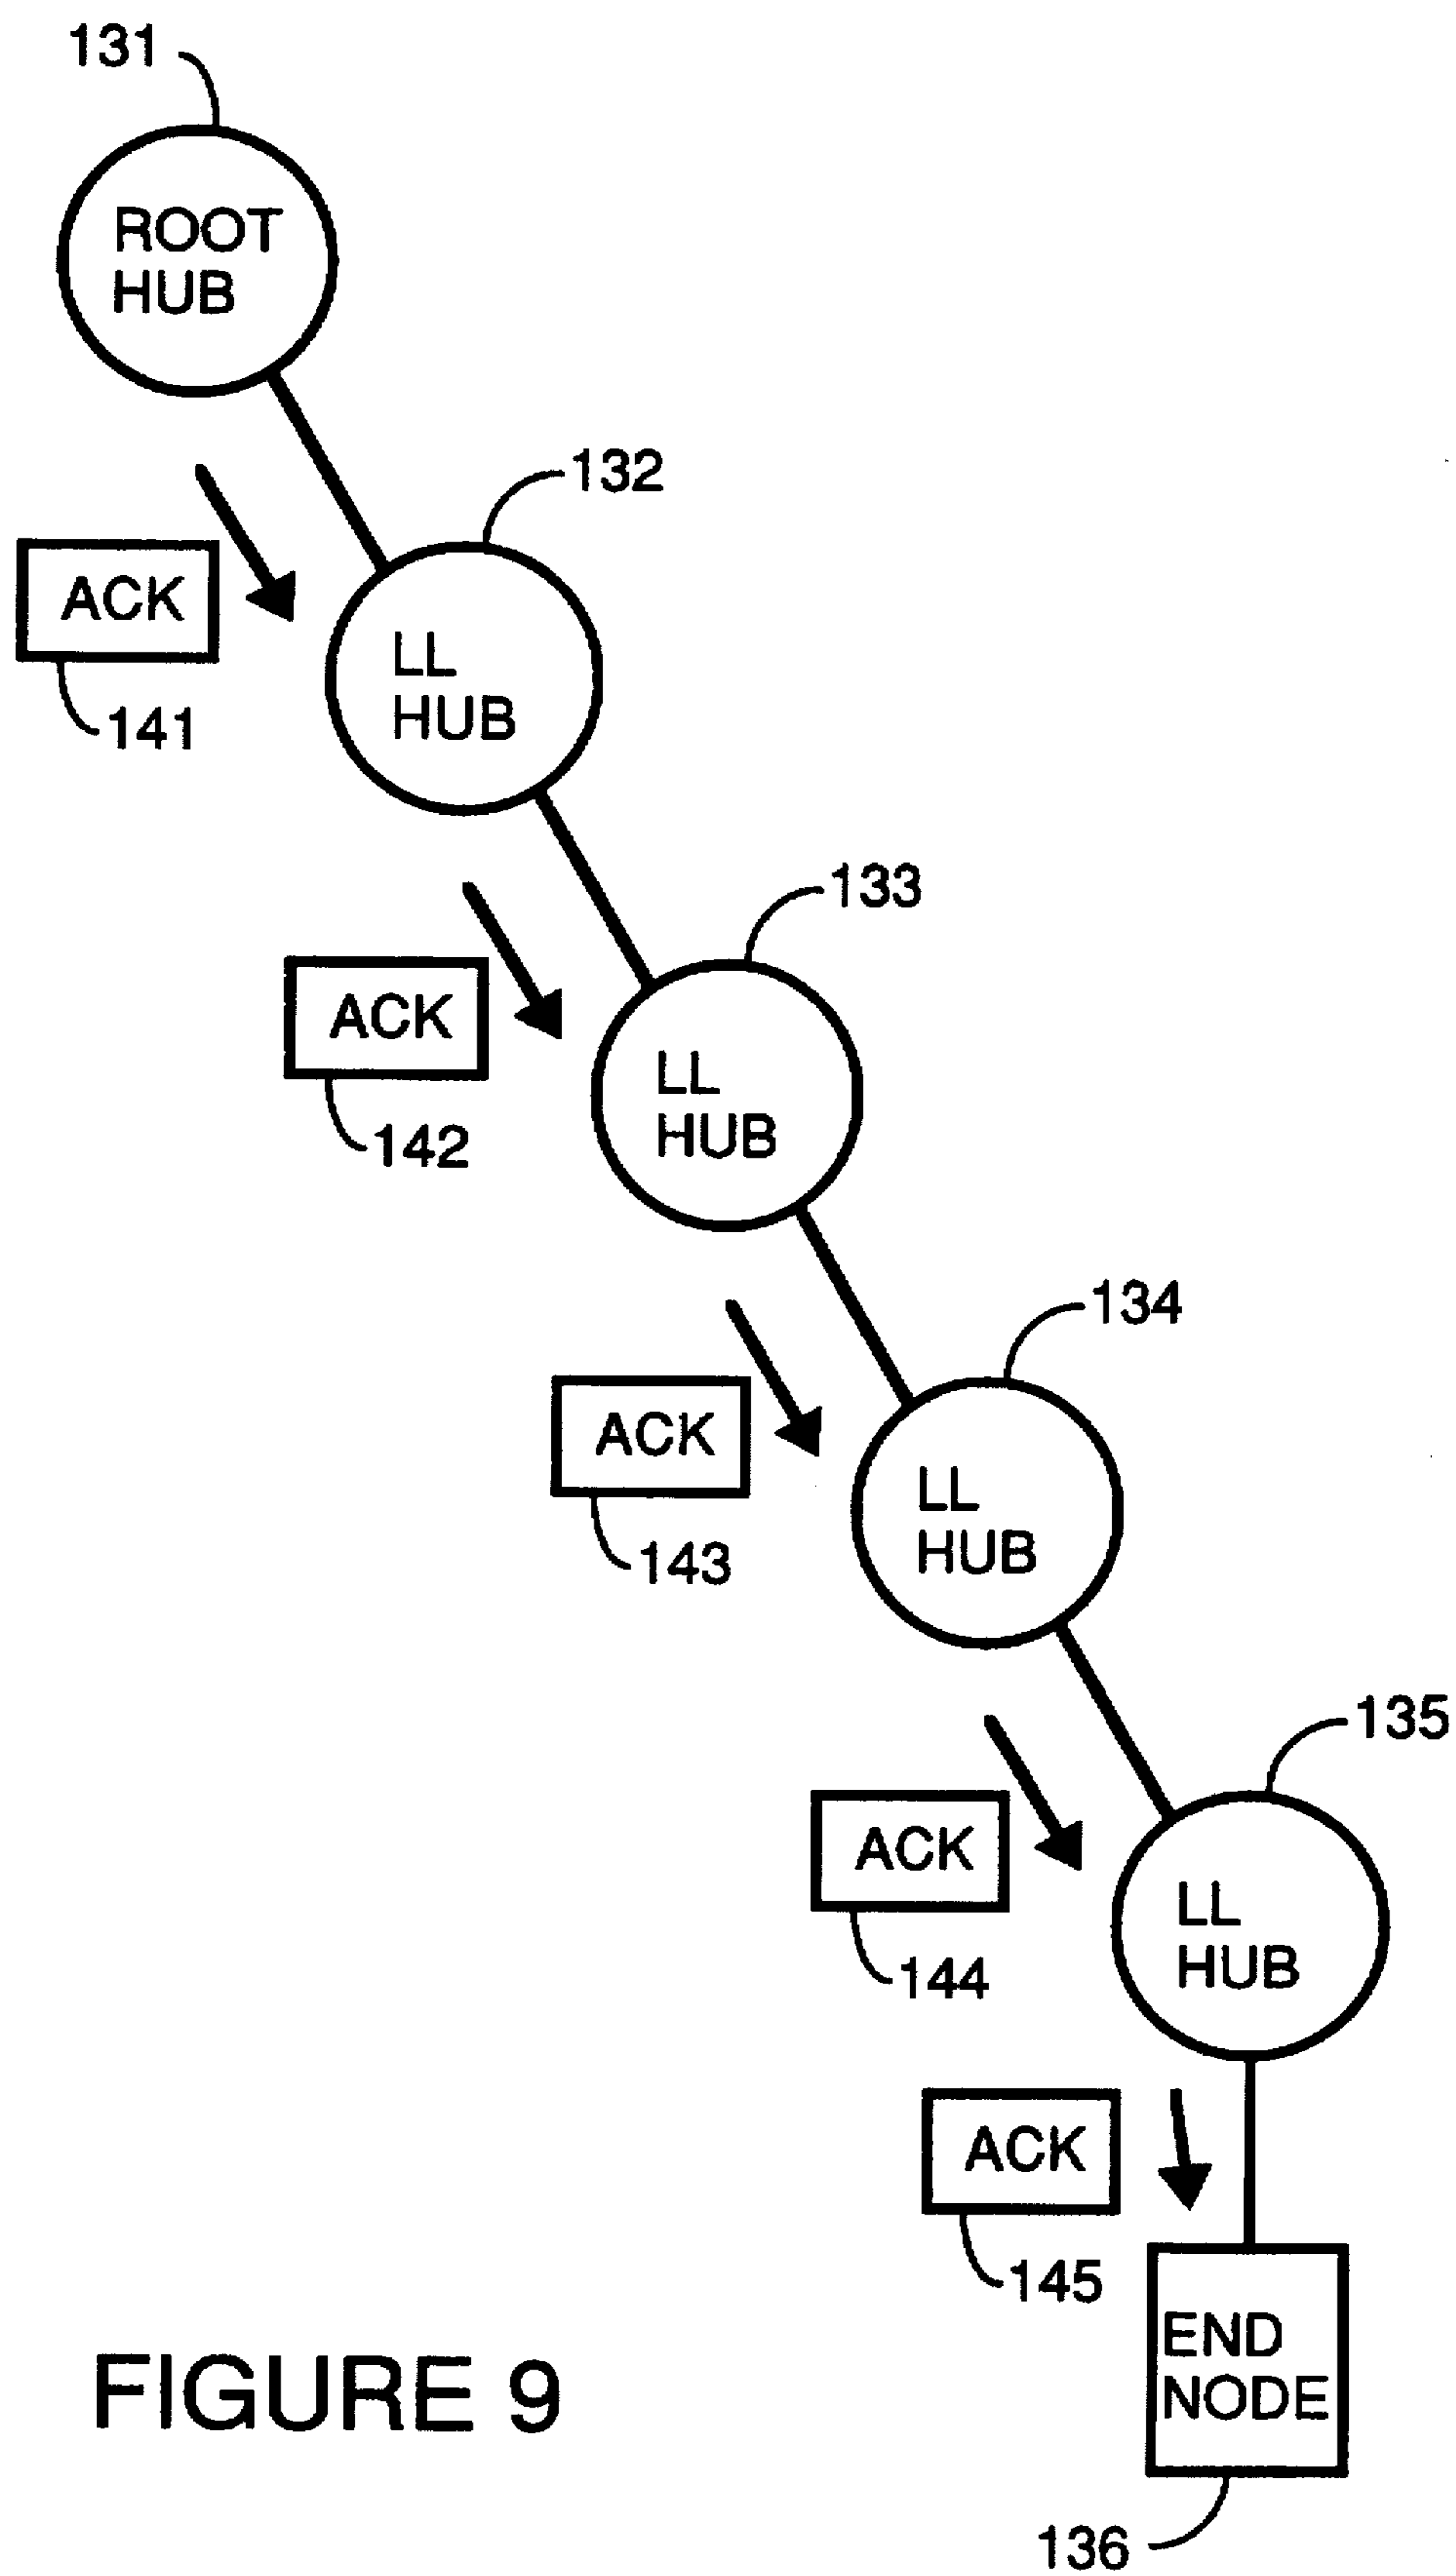 131
ROOT
HUB
132
ACK
LL
HUB
141
133
ACK
LL
HUB
142
134
ACK
LL
HUB
143
135
ACK
LL
HUB
144
ACK
145
END
NODE
FIGURE 9
136